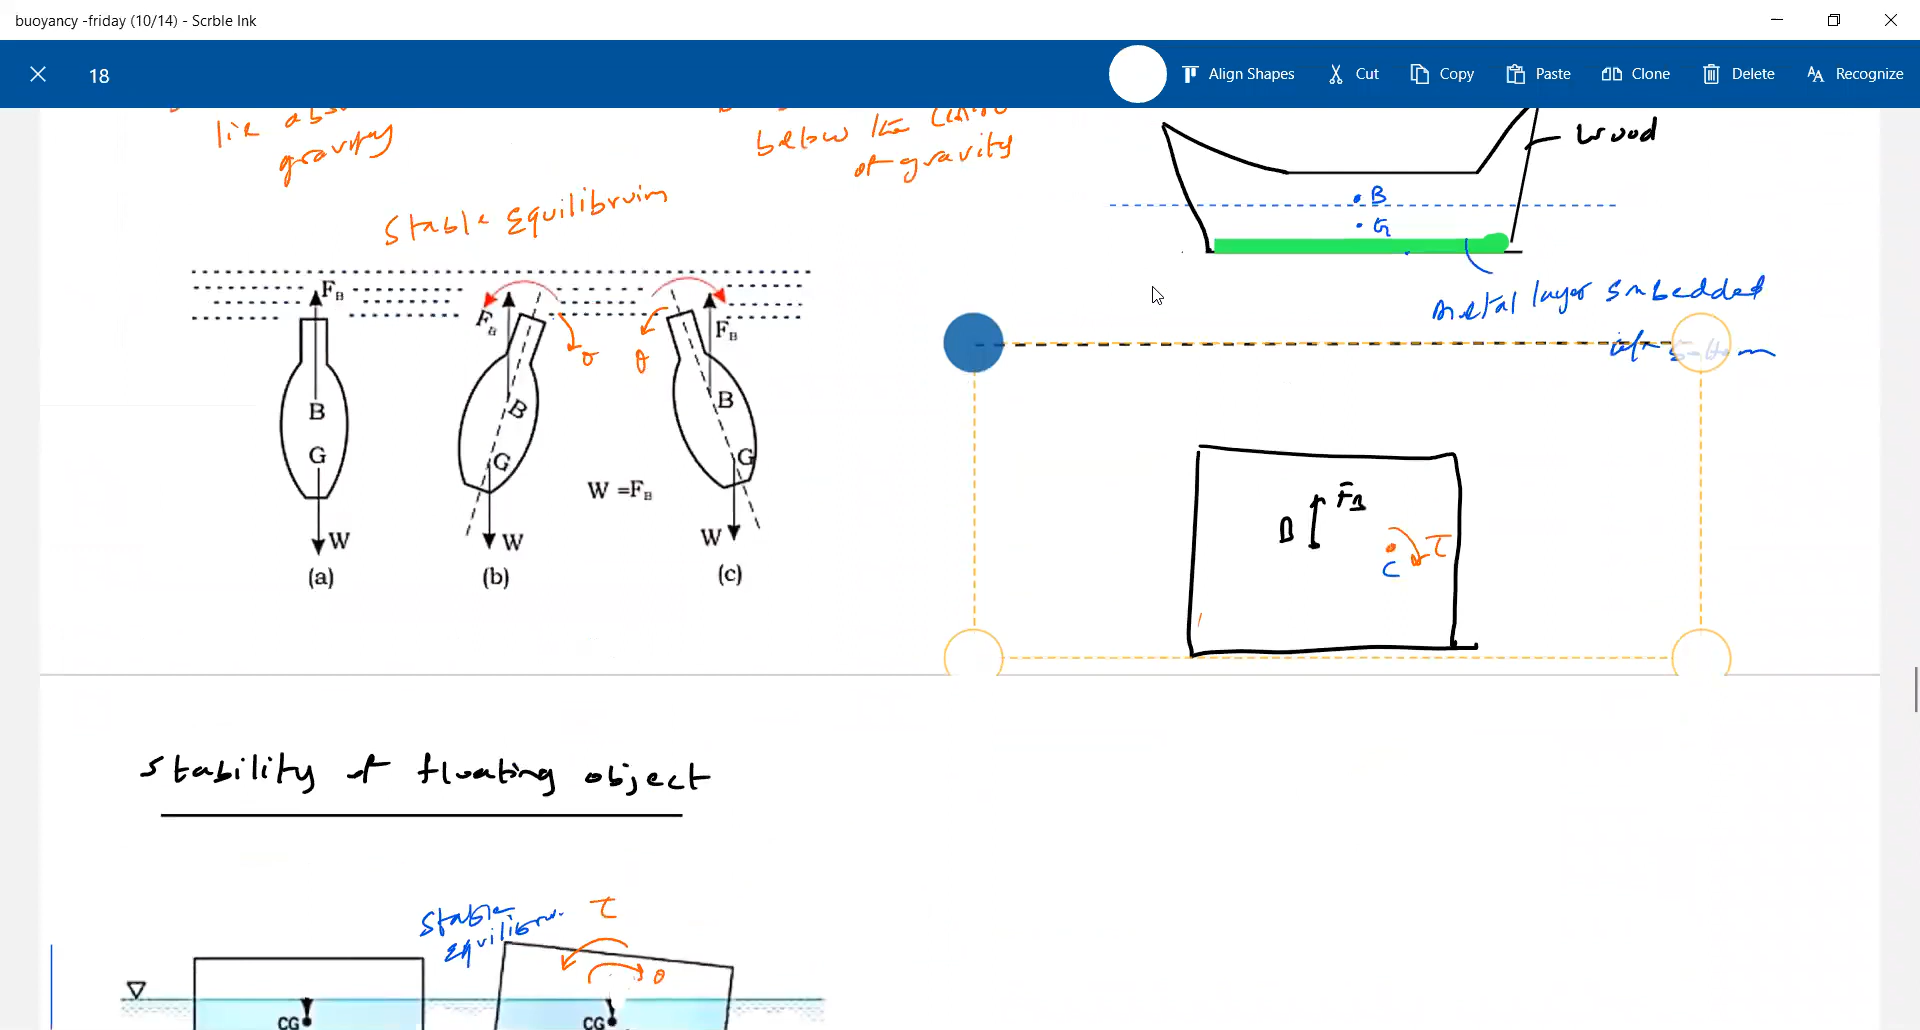 buoyancy -friday (10/14) - Scrble Ink
18
Align Shapes
Cut
Copy
Paste
Clone
Delete
Recognize
lie
gravity
below the
of gravity
Stable Equilibruim
Wood
B
G
metal layer Embedded
F_B
B
G
W
(a)
F_B
θ
B
G
W
(b)
W = F_B
θ
F_B
B
G
W
(c)
B
F_B
C
τ
Stability of floating object
Stable
τ
θ
CG
CG